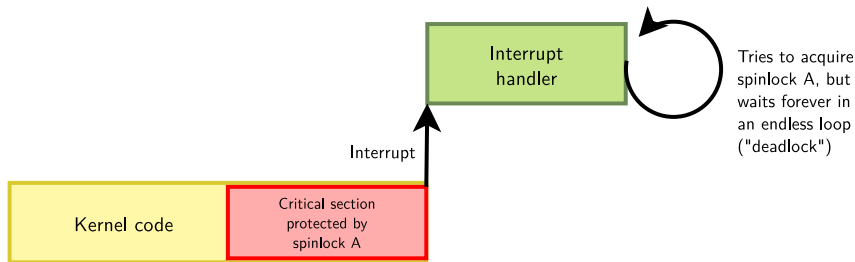 Interrupt
handler
Tries to acquire
spinlock A, but
waits forever in
an endless loop
("deadlock")
Interrupt
Kernel code
Critical section
protected by
spinlock A